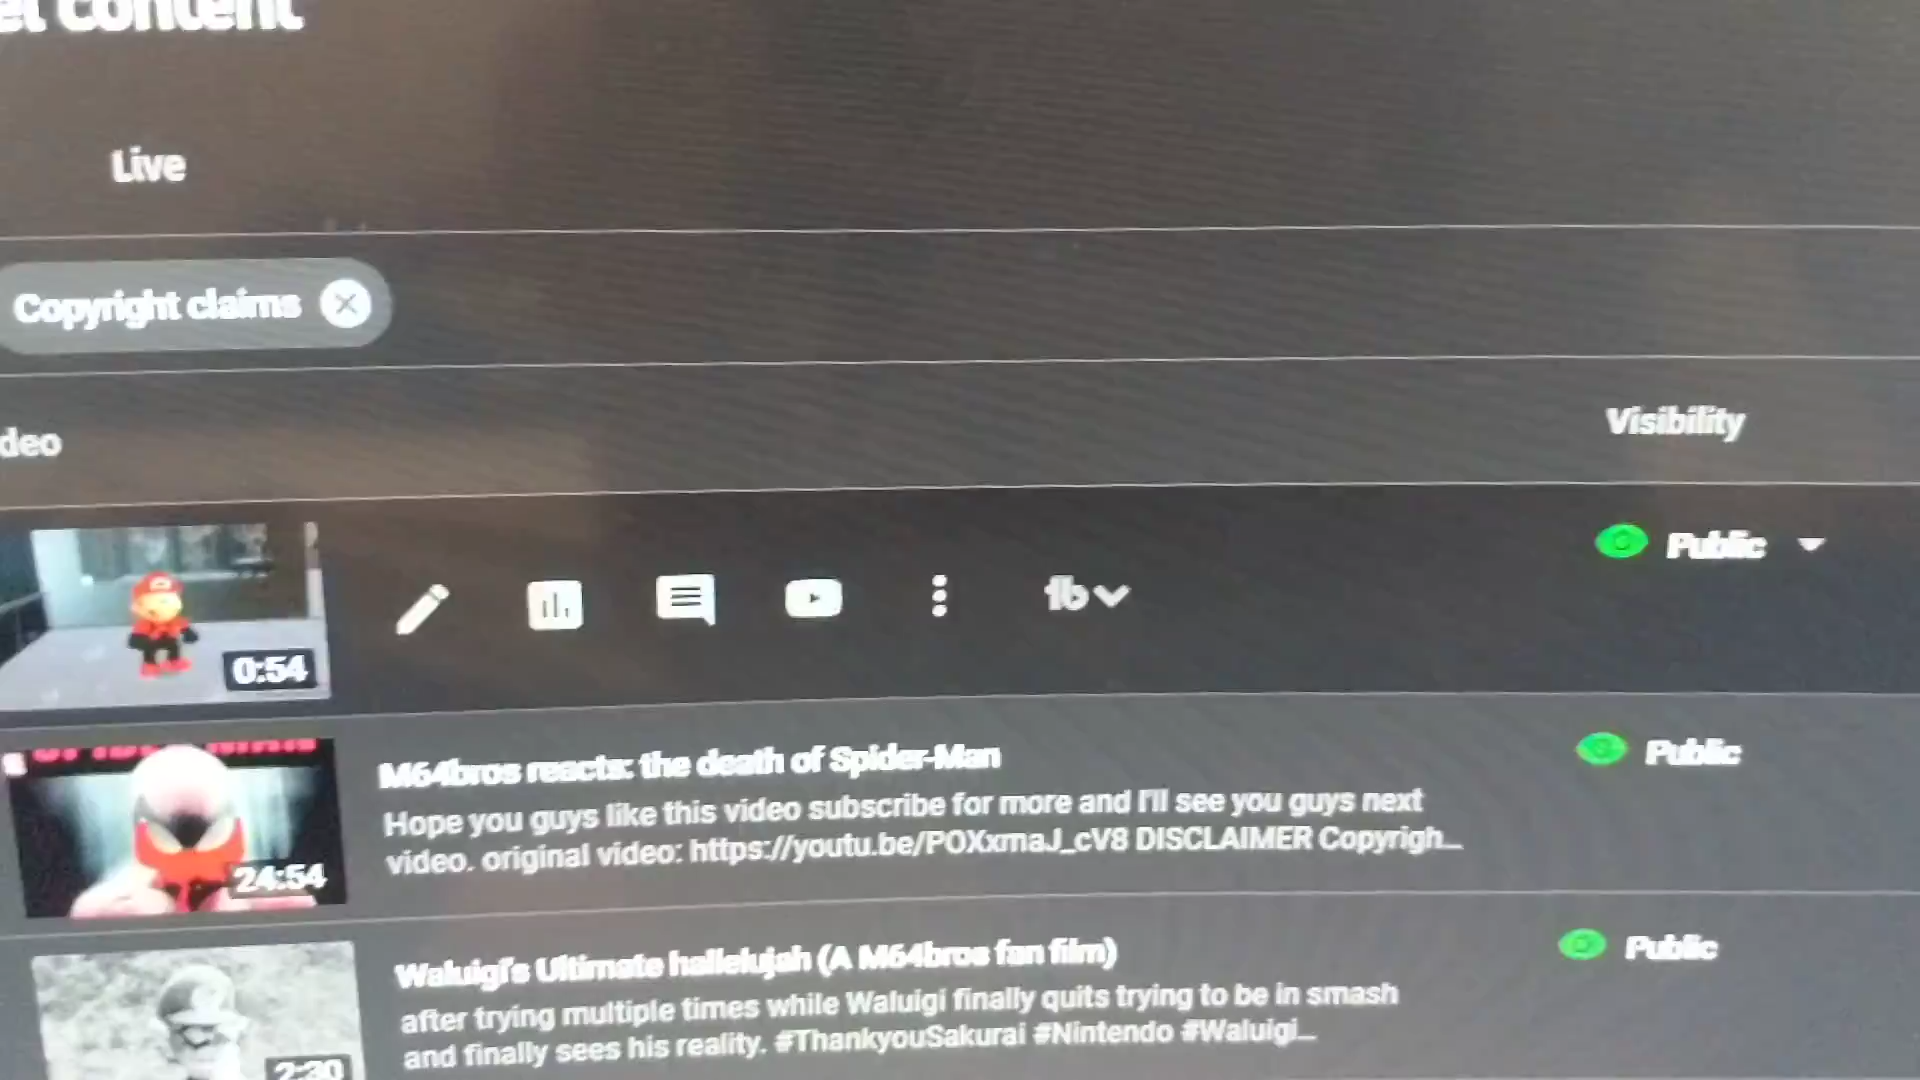 content
Live
Copyright claims
deo
Visibility
Public
0:54
M64bros reacts: the death of Spider-Man
Hope you guys like this video subscribe for more and I'll see you guys next
video. original video: https://youtu.be/POXxmaJ_cV8 DISCLAIMER Copyrigh...
Public
24:54
Waluigi's Ultimate hallelujah (A M64bros fan film)
after trying multiple times while Waluigi finally quits trying to be in smash
and finally sees his reality. #ThankyouSakurai #Nintendo #Waluigi...
Public
2:30